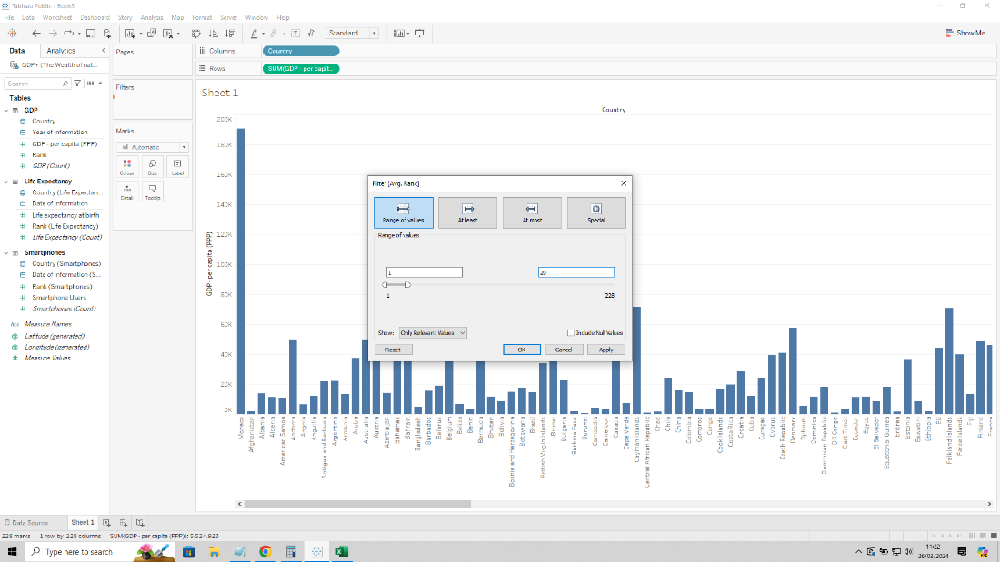 Tableau Public - Book5
File Data Worksheet Dashboard Story Analysis Map Format Server Window Help
Standard
Show Me
Data Analytics
GDP+ (The Wealth of nat...
Search
Tables
GDP
Country
Year of Information
GDP - per capita (PPP)
Rank
GDP (Count)
Life Expectancy
Country (Life Expectan...
Date of Information
Life expectancy at birth
Rank (Life Expectancy)
Life Expectancy (Count)
Smartphones
Country (Smartphones)
Date of Information (S...
Rank (Smartphones)
Smartphone Users
Smartphones (Count)
Abc Measure Names
Latitude (generated)
Longitude (generated)
Measure Values
Pages
Filters
Marks
Automatic
Colour Size Label
Detail Tooltip
Columns Country
Rows SUM(GDP - per capit..
Sheet 1
Country
GDP - per capita (PPP)
200K
180K
160K
140K
120K
100K
80K
60K
40K
20K
0K
Filter [Avg. Rank]
Range of values At least At most Special
Range of values
1 20
1 228
Show: Only Relevant Values Include Null Values
Reset OK Cancel Apply
Monaco
Afghanistan
Albania
Algeria
American Samoa
Andorra
Angola
Anguilla
Antigua and Barbuda
Argentina
Armenia
Aruba
Australia
Austria
Azerbaijan
Bahamas
Bahrain
Bangladesh
Barbados
Belarus
Belgium
Belize
Benin
Bermuda
Bhutan
Bolivia
Bosnia and Herzegovina
Botswana
Brazil
British Virgin Islands
Brunei
Bulgaria
Burkina Faso
Burundi
Cambodia
Cameroon
Canada
Cape Verde
Cayman Islands
Central African Republic
Chad
Chile
China
Colombia
Comoros
Congo
Cook Islands
Costa Rica
Croatia
Cuba
Curaçao
Cyprus
Czech Republic
Denmark
Djibouti
Dominica
Dominican Republic
DR Congo
East Timor
Ecuador
Egypt
El Salvador
Equatorial Guinea
Eritrea
Estonia
Eswatini
Ethiopia
EU
Falkland Islands
Faroe Islands
Fiji
Finland
Data Source Sheet 1
228 marks 1 row by 228 columns SUM(GDP - per capita (PPP)): 5,524,923
Type here to search
11:22
26/03/2024